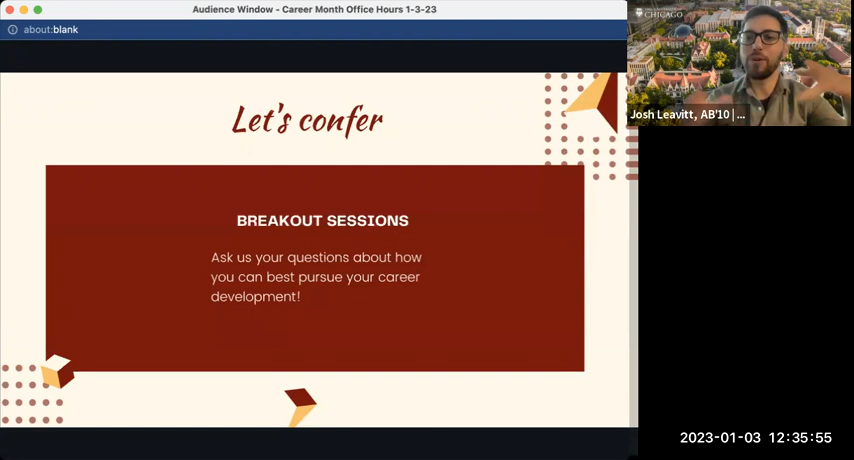 Audience Window - Career Month Office Hours 1-3-23
about:blank
CHICAGO
Josh Leavitt, AB'10 | ...
Let's confer
BREAKOUT SESSIONS
Ask us your questions about how
you can best pursue your career
development!
2023-01-03 12:35:55